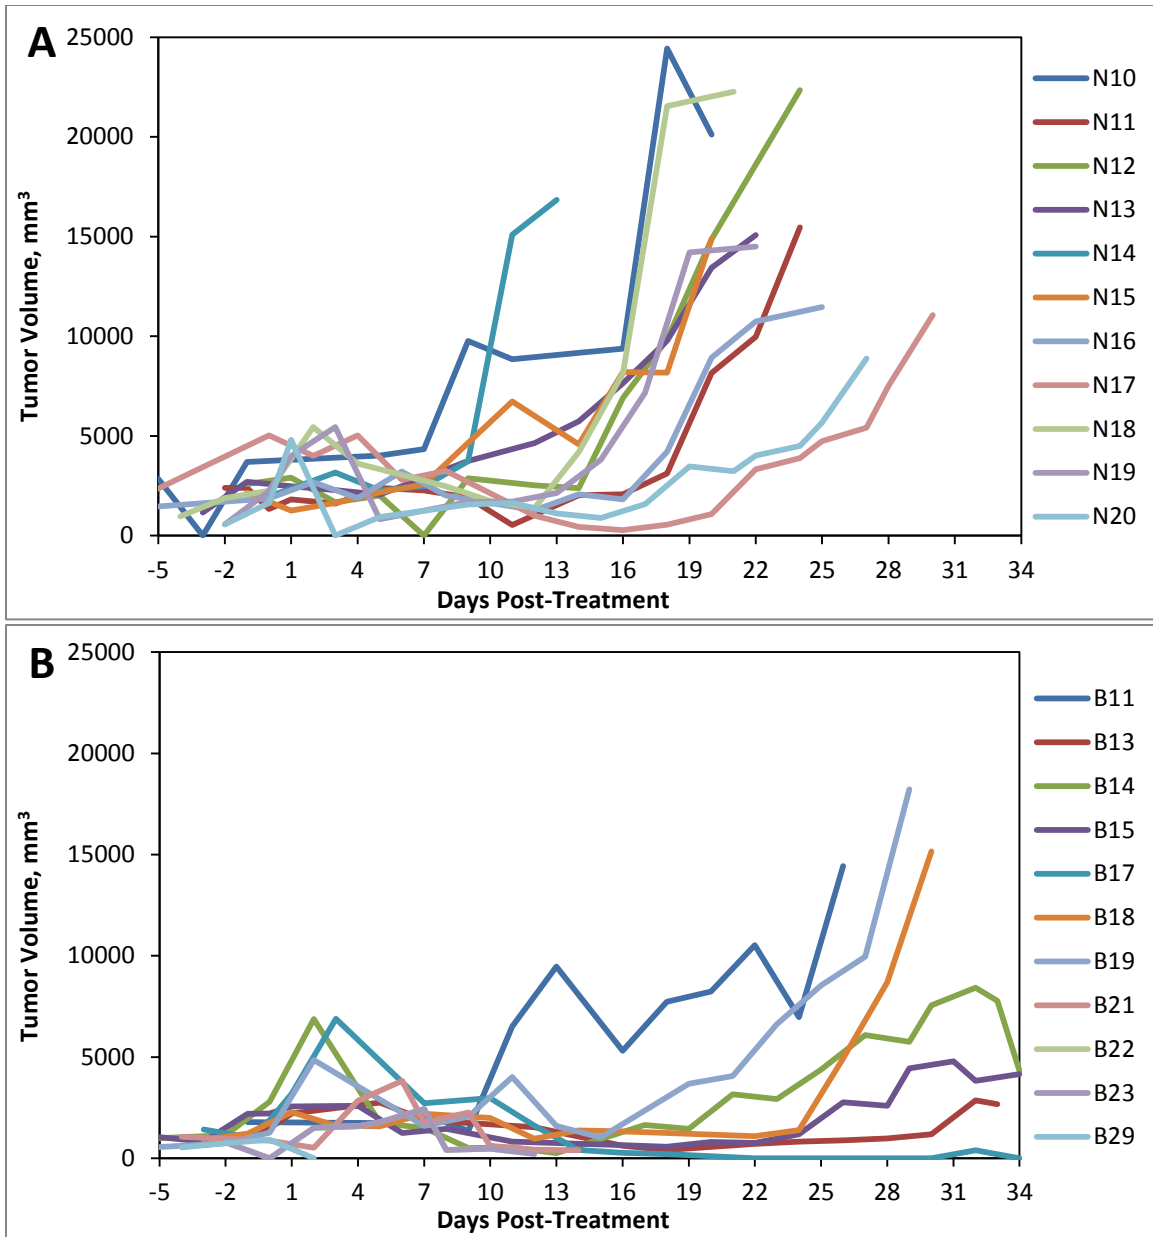 A
25000
20000
15000
10000
5000
0
Tumor Volume, mm³
-5 -2 1 4 7 10 13 16 19 22 25 28 31 34
Days Post-Treatment
N10
N11
N12
N13
N14
N15
N16
N17
N18
N19
N20
B
25000
20000
15000
10000
5000
0
Tumor Volume, mm³
-5 -2 1 4 7 10 13 16 19 22 25 28 31 34
Days Post-Treatment
B11
B13
B14
B15
B17
B18
B19
B21
B22
B23
B29